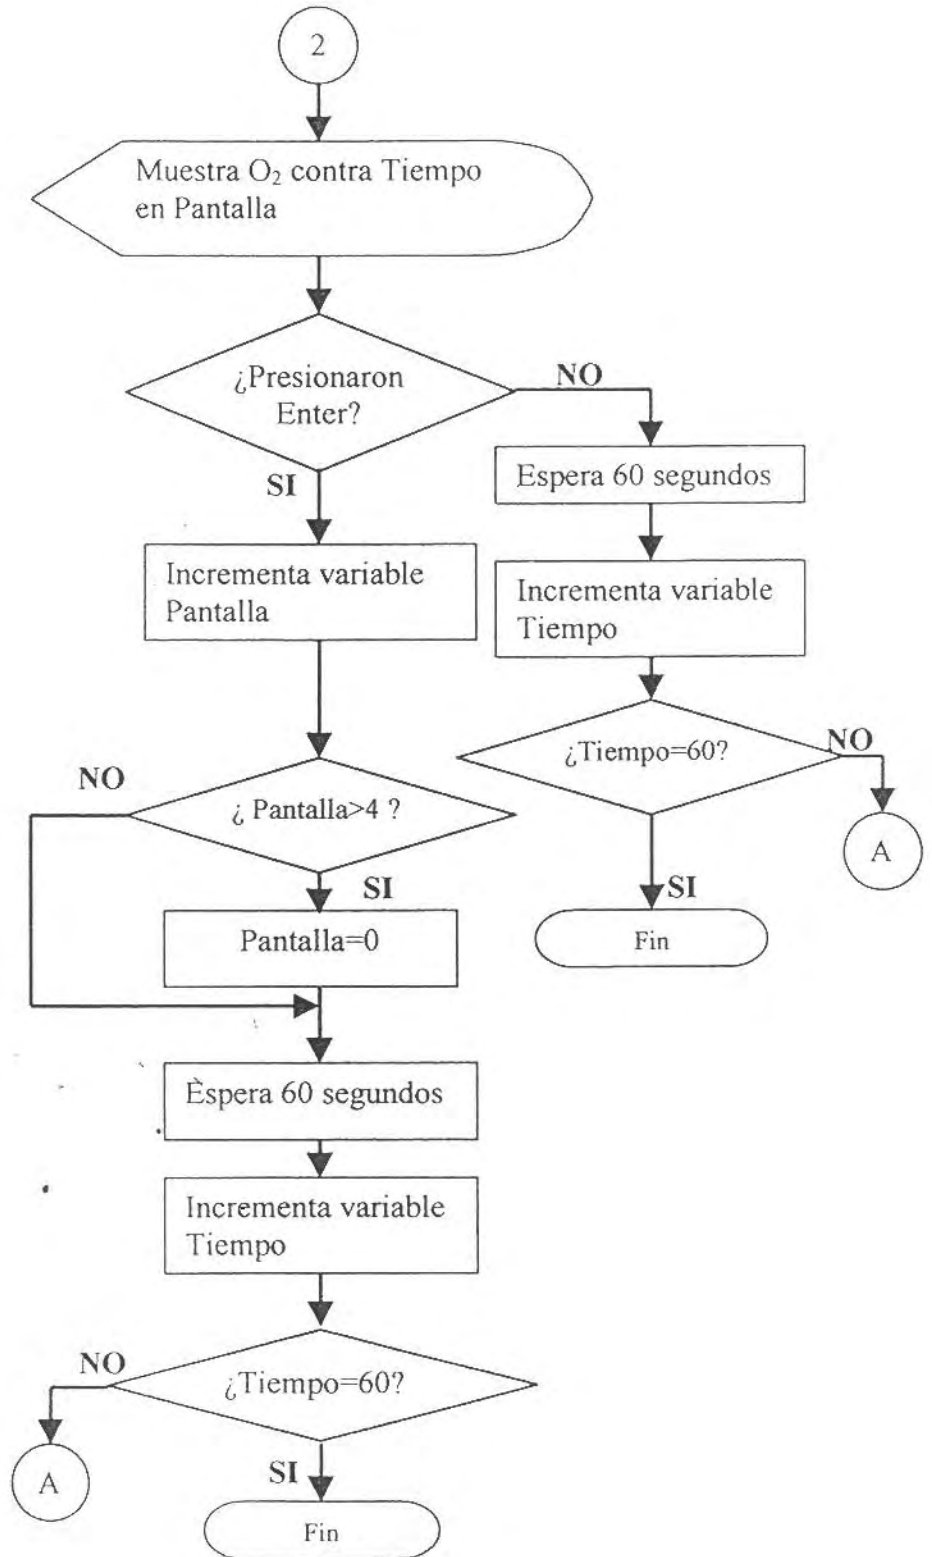 2
Muestra O₂ contra Tiempo
en Pantalla
¿Presionaron
Enter?
NO
SI
Espera 60 segundos
Incrementa variable
Pantalla
Incrementa variable
Tiempo
¿Tiempo=60?
NO
A
SI
Fin
NO
¿ Pantalla>4 ?
SI
Pantalla=0
Espera 60 segundos
Incrementa variable
Tiempo
NO
¿Tiempo=60?
A
SI
Fin